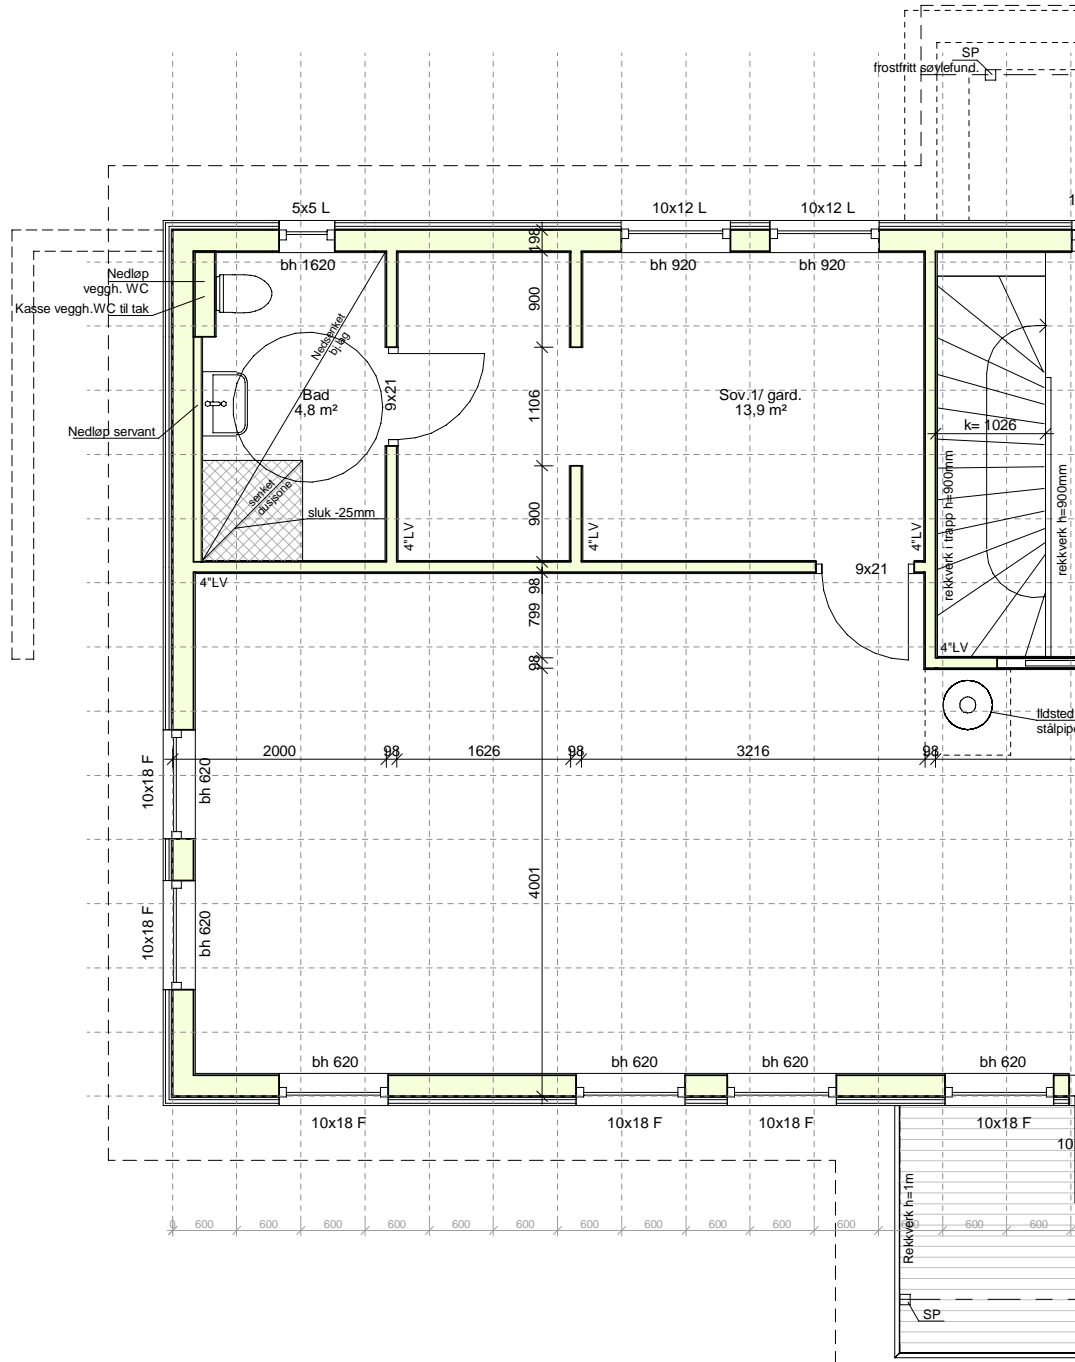 SP
frostfritt søylefund.
5x5 L
10x12 L
10x12 L
1
198
bh 1620
bh 920
bh 920
Nedløp
veggh. WC
Kasse veggh.WC til tak
900
Nedsenket
bj.lag
9x21
Bad
4,8 m²
1106
Sov.1/ gard.
13,9 m²
k= 1026
Nedløp servant
rekkverk i trapp h=900mm
rekkverk h=900mm
senket
dusjsone
sluk -25mm
900
4"LV
4"LV
4"LV
9x21
4"LV
98
799
98
4"LV
Ildsted
stålpip
2000
98
1626
98
3216
98
10x18 F
bh 620
4001
10x18 F
bh 620
bh 620
bh 620
bh 620
bh 620
10x18 F
10x18 F
10x18 F
10x18 F
10
Rekkverk h=1m
0 600 600 600 600 600 600 600 600 600 600 600 600 600 600
SP